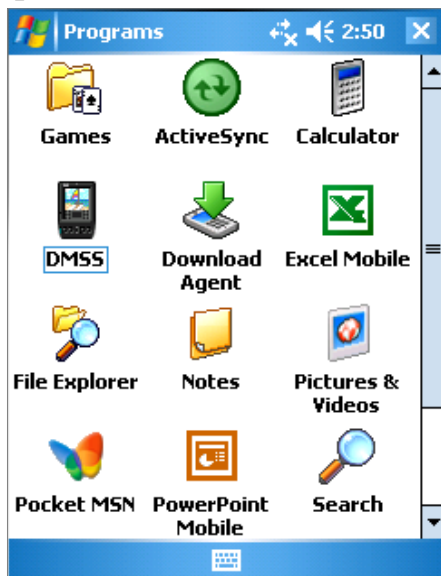 Programs 2:50
Games ActiveSync Calculator
DMSS Download Agent Excel Mobile
File Explorer Notes Pictures & Videos
Pocket MSN PowerPoint Mobile Search